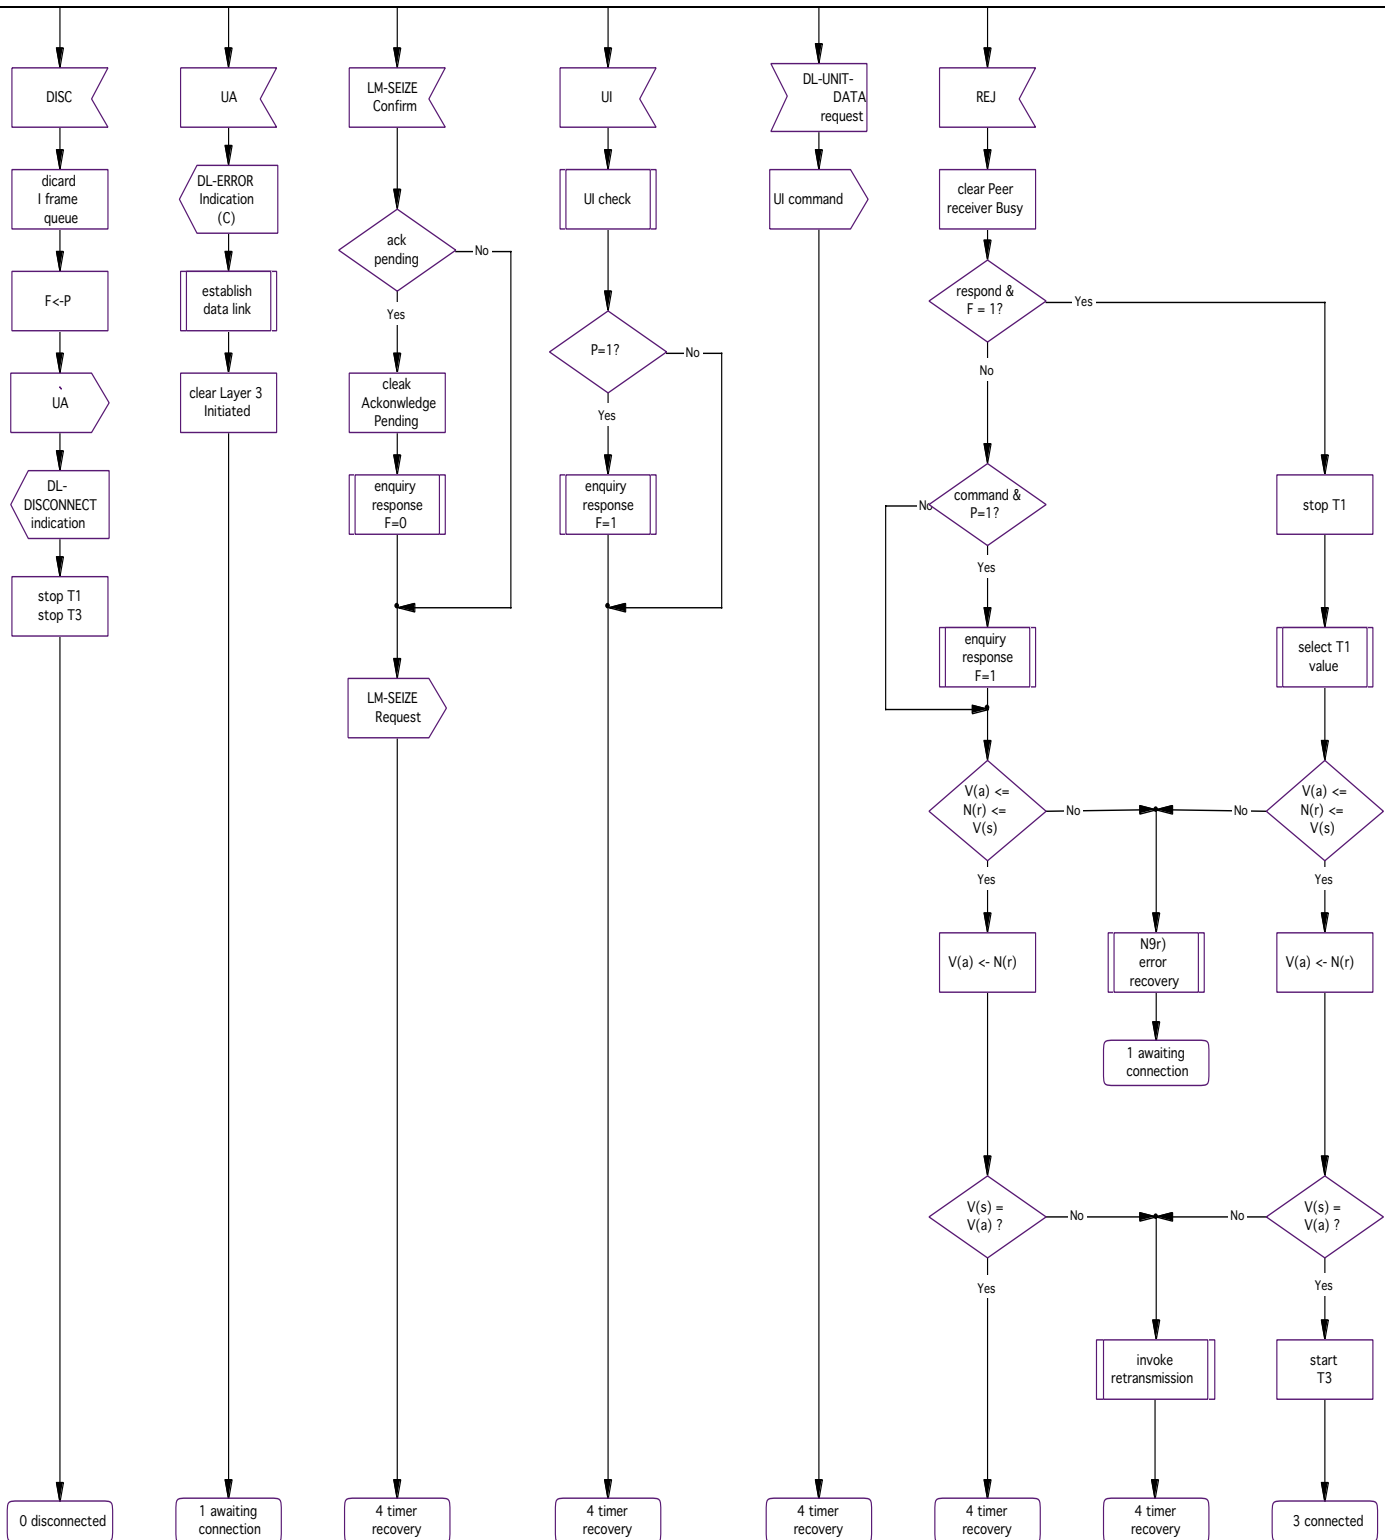 DISC
dicard
I frame
queue
F<-P
`
UA
DL-
DISCONNECT
indication
stop T1
stop T3
0 disconnected
UA
DL-ERROR
Indication
(C)
establish
data link
clear Layer 3
Initiated
1 awaiting
connection
LM-SEIZE
Confirm
ack
pending
No
Yes
cleak
Ackonwledge
Pending
enquiry
response
F=0
LM-SEIZE
Request
4 timer
recovery
UI
UI check
P=1?
No
Yes
enquiry
response
F=1
4 timer
recovery
DL-UNIT-
DATA
request
UI command
4 timer
recovery
REJ
clear Peer
receiver Busy
respond &
F = 1?
Yes
No
command &
P=1?
No
Yes
enquiry
response
F=1
V(a) <=
N(r) <=
V(s)
No
Yes
V(a) <- N(r)
V(s) =
V(a) ?
No
Yes
4 timer
recovery
N9r)
error
recovery
1 awaiting
connection
invoke
retransmission
4 timer
recovery
stop T1
select T1
value
V(a) <=
N(r) <=
V(s)
No
Yes
V(a) <- N(r)
V(s) =
V(a) ?
No
Yes
start
T3
3 connected